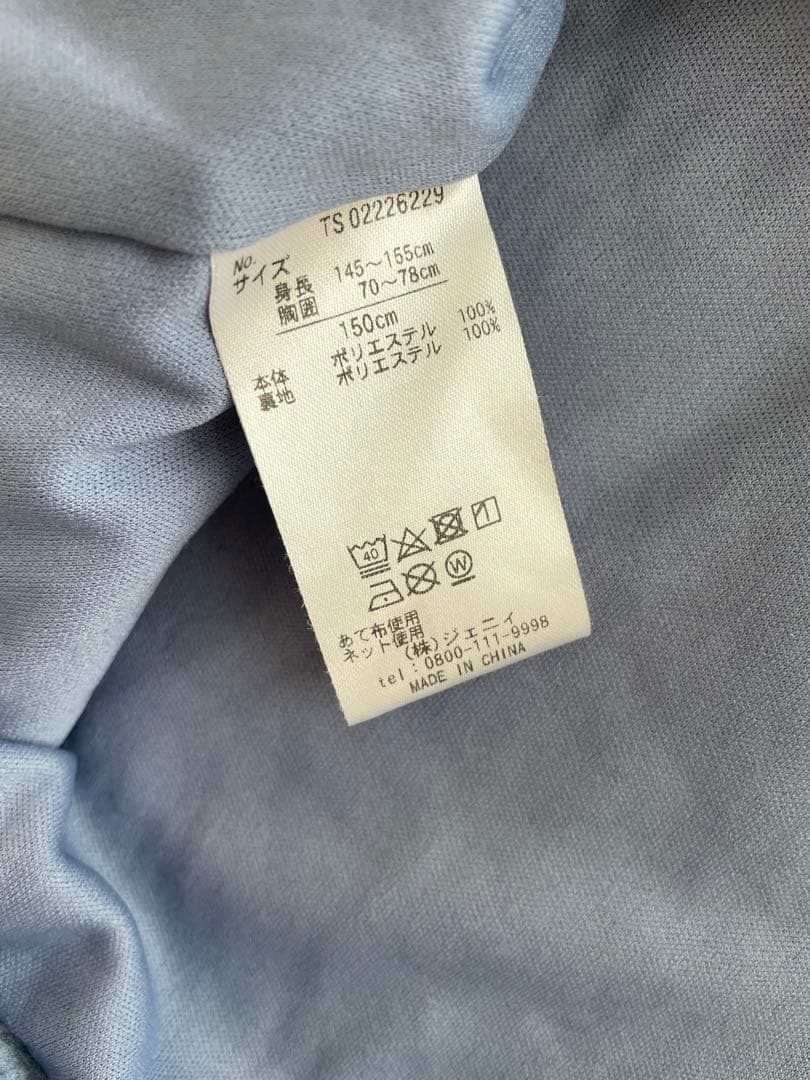 No. TS02226229
サイズ
身長 145〜155cm
胸囲 70〜78cm
150cm
本体 ポリエステル 100%
裏地 ポリエステル 100%
40
W
あて布使用
ネット使用
(株)ジェニィ
tel:0800-111-9998
MADE IN CHINA